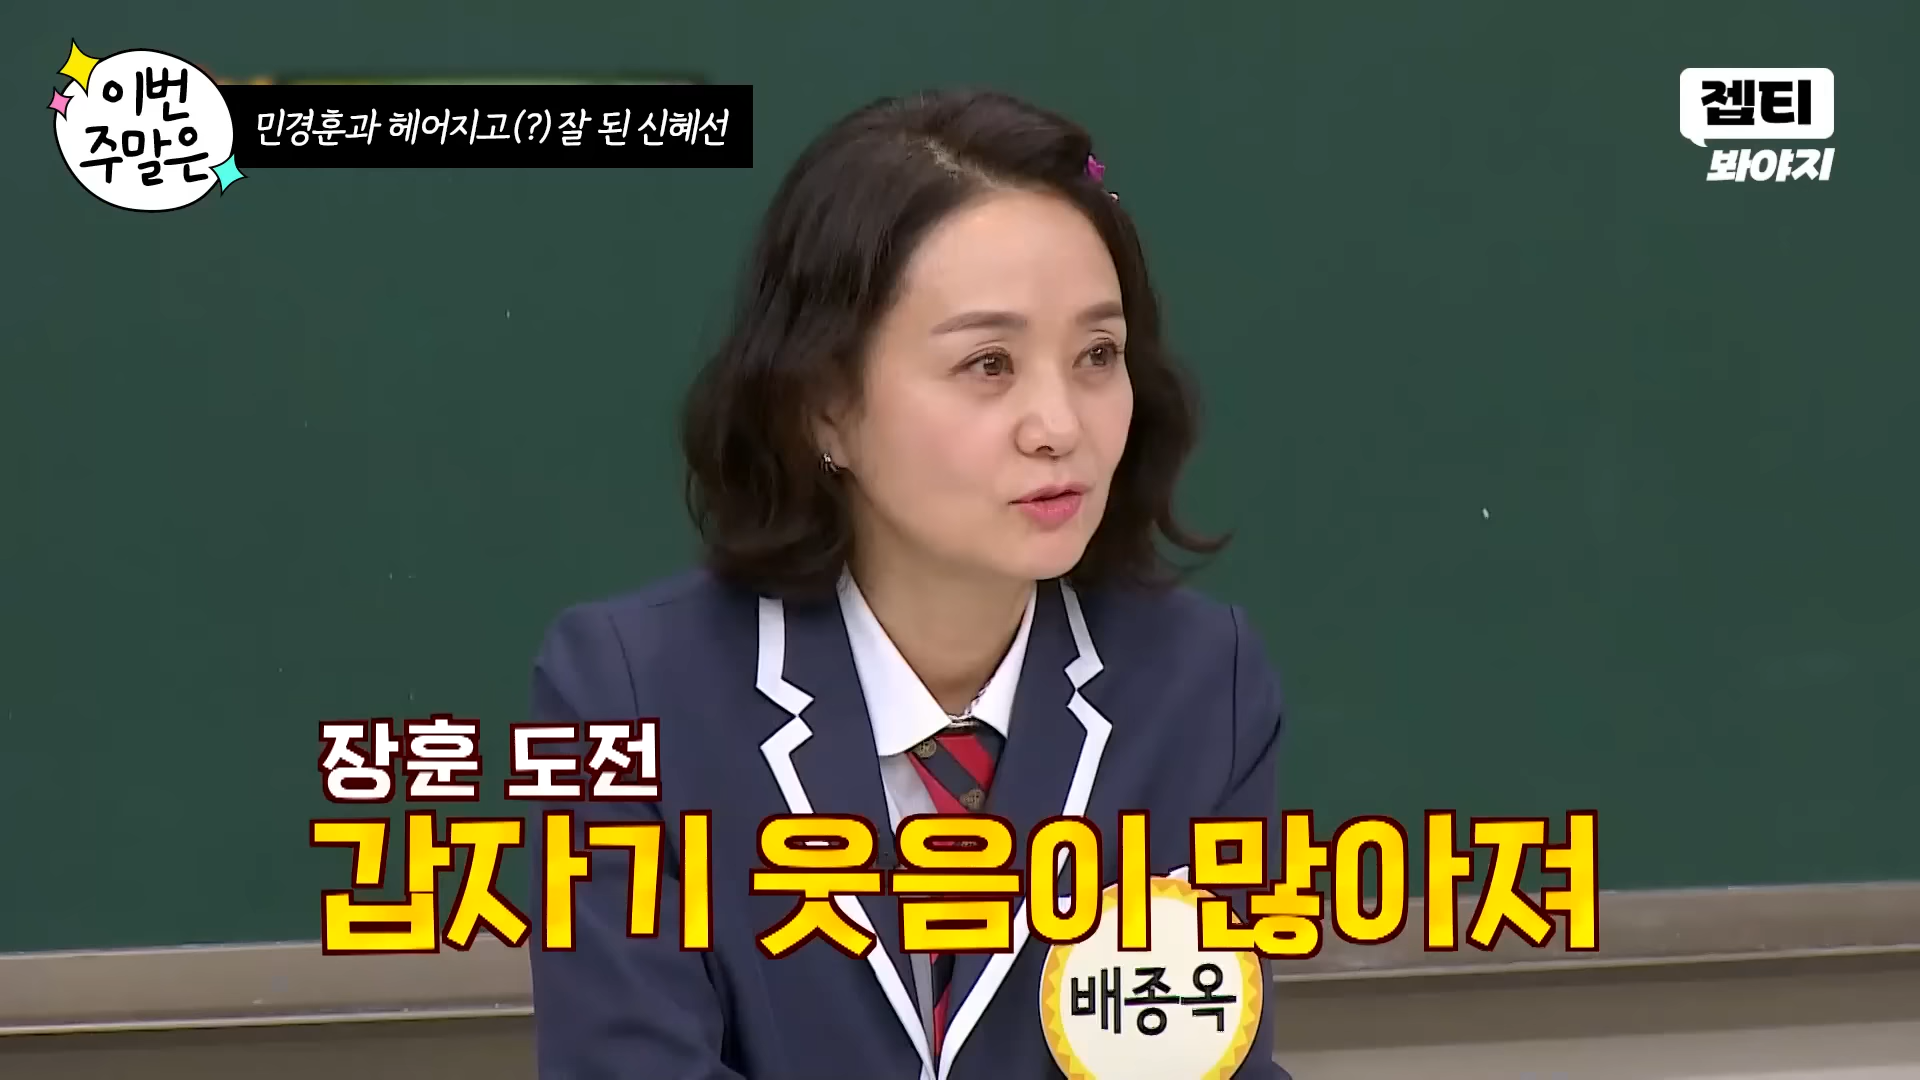 이번
주말은
민경훈과 헤어지고(?) 잘 된 신혜선
젭티
봐야지
장훈 도전
갑자기 웃음이 많아져
배종옥